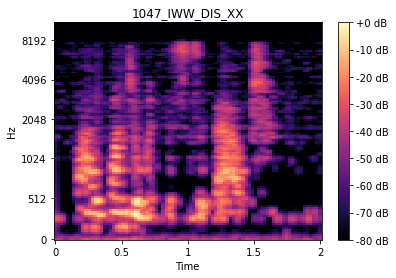 1047_IWW_DIS_XX
+0 dB
8192
-10 dB
4096
-20 dB
-30 dB
2048
Hz
-40 dB
1024
-50 dB
512
-60 dB
-70 dB
0
-80 dB
0
0.5
1
1.5
2
Time